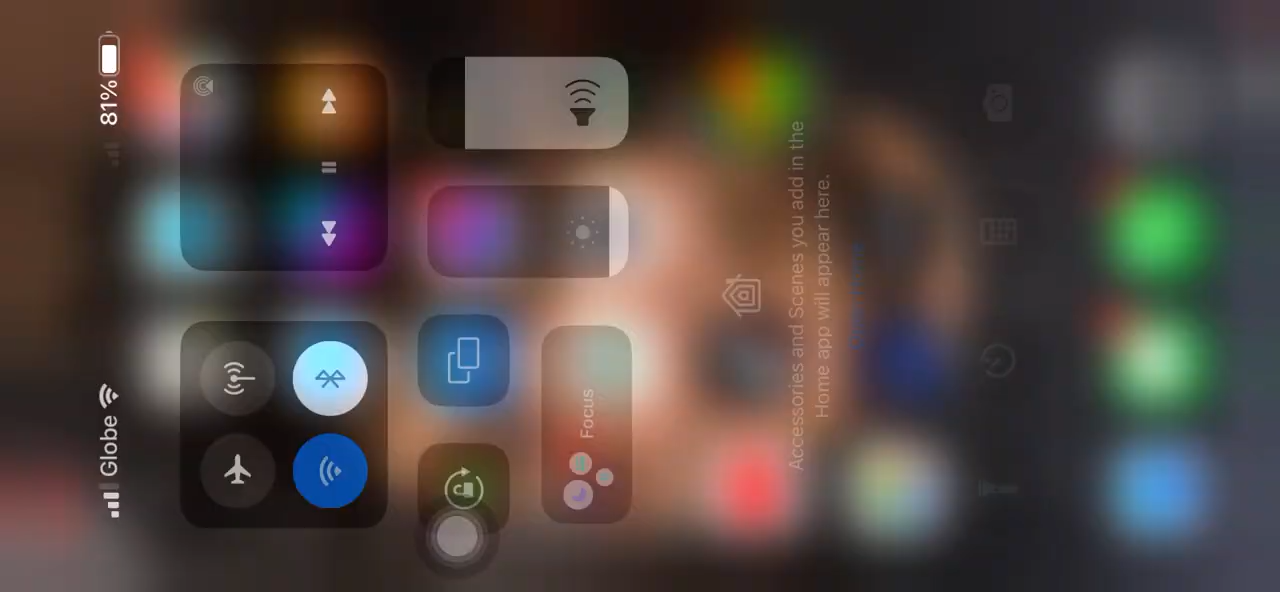 Globe
81%
Focus
Accessories and Scenes you add in the
Home app will appear here.